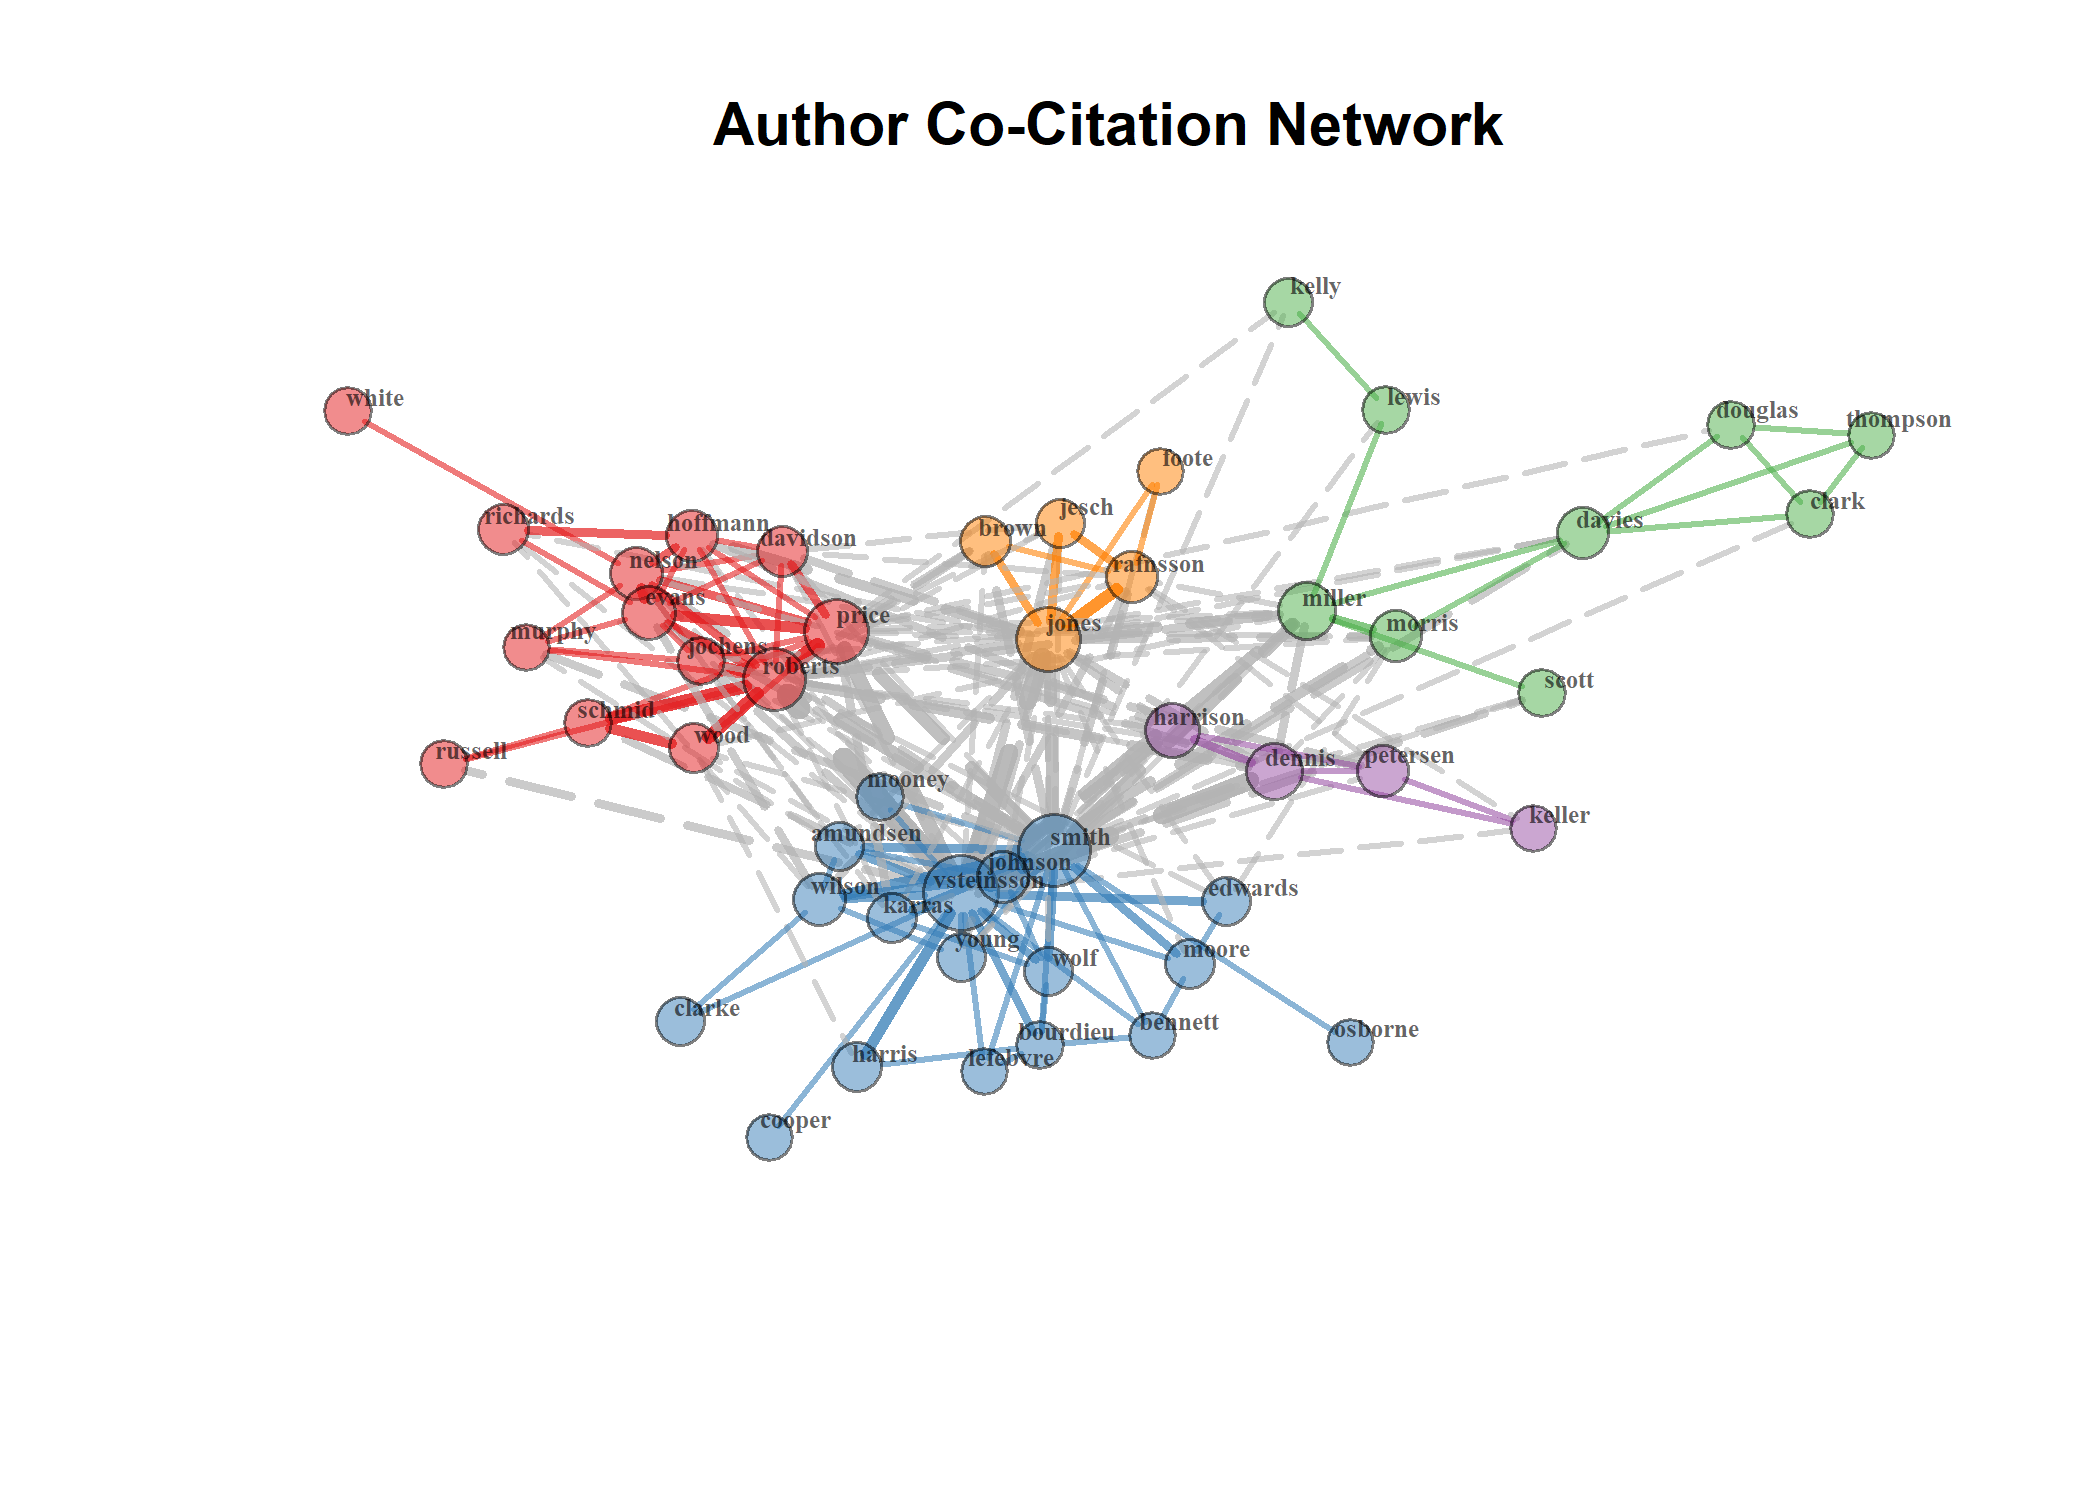 Author Co-Citation Network
kelly
white
lewis
douglas
thompson
foote
richards
hoffmann
davidson
brown
jesch
clark
davies
nelson
rafnsson
evans
miller
murphy
jochens
price
jones
morris
roberts
schmid
scott
harrison
russell
wood
mooney
dennis
petersen
keller
amundsen
smith
johnson
wilson
vsteinsson
edwards
karras
young
wolf
moore
clarke
bourdieu
bennett
osborne
harris
lefebvre
cooper